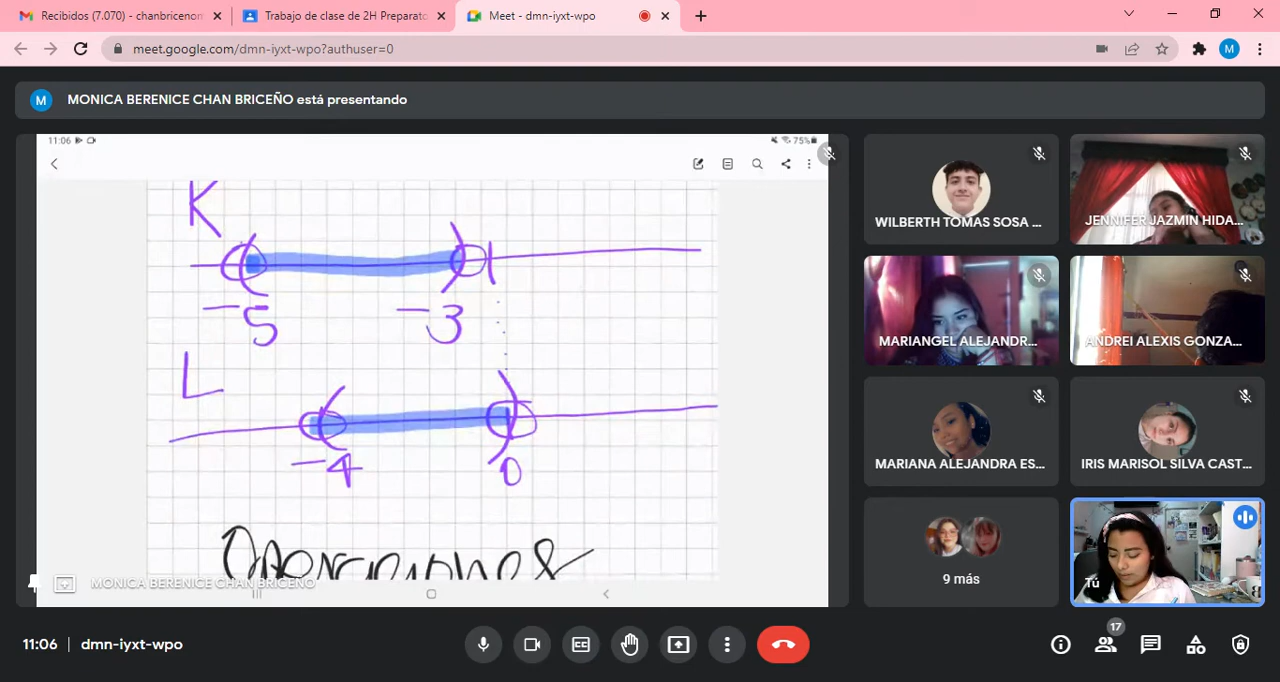 Recibidos (7.070) - chanbricenom
Trabajo de clase de 2H Preparato
Meet - dmn-iyxt-wpo
meet.google.com/dmn-iyxt-wpo?authuser=0
M
M MONICA BERENICE CHAN BRICEÑO está presentando
11:06
75%
K
-5 -3
L
-4 0
Operaciones
MONICA BERENICE CHAN BRICEÑO
WILBERTH TOMAS SOSA ...
JENNIFER JAZMIN HIDA...
MARIANGEL ALEJANDR...
ANDREI ALEXIS GONZA...
MARIANA ALEJANDRA ES...
IRIS MARISOL SILVA CAST...
9 más
Tú
11:06 | dmn-iyxt-wpo
17